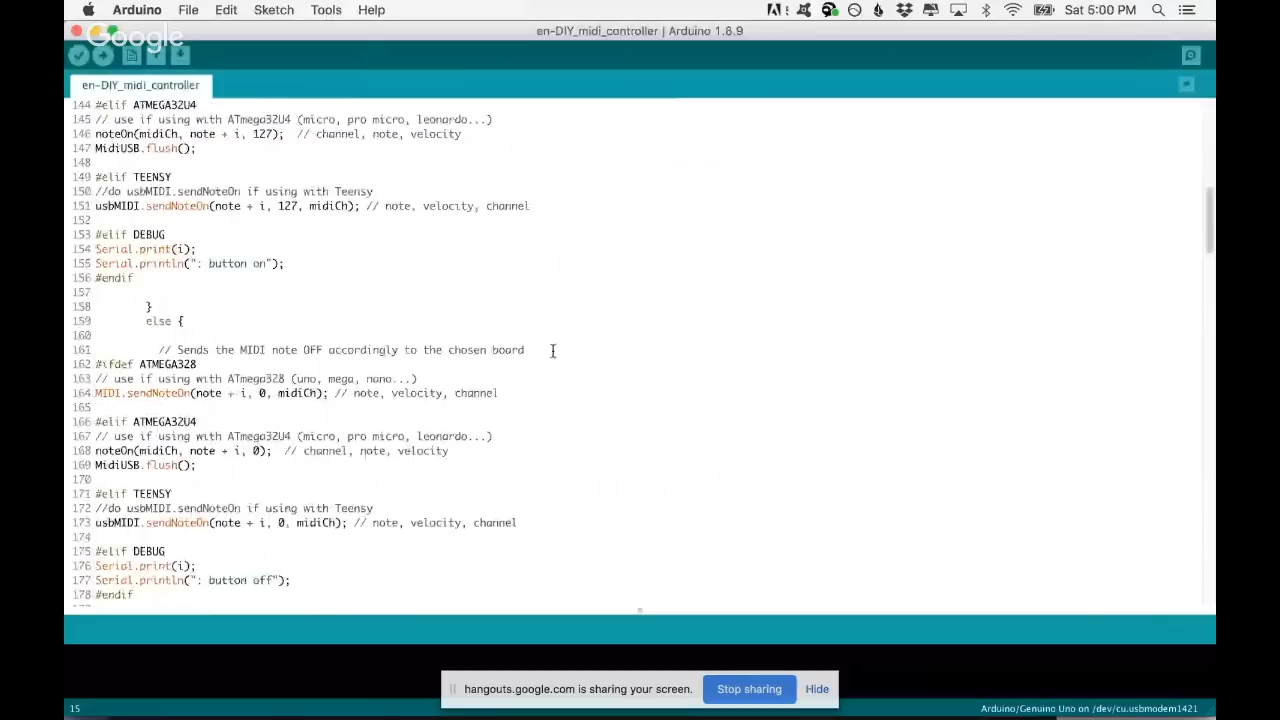 Arduino File Edit Sketch Tools Help Sat 5:00 PM
en-DIY_midi_controller | Arduino 1.8.9
Google
en-DIY_midi_controller
144 #elif ATMEGA32U4
145 // use if using with ATmega32U4 (micro, pro micro, leonardo...)
146 noteOn(midiCh, note + i, 127);  // channel, note, velocity
147 MidiUSB.flush();
148
149 #elif TEENSY
150 //do usbMIDI.sendNoteOn if using with Teensy
151 usbMIDI.sendNoteOn(note + i, 127, midiCh); // note, velocity, channel
152
153 #elif DEBUG
154 Serial.print(i);
155 Serial.println(": button on");
156 #endif
157
158 }
159 else {
160
161 // Sends the MIDI note OFF accordingly to the chosen board
162 #ifdef ATMEGA328
163 // use if using with ATmega328 (uno, mega, nano...)
164 MIDI.sendNoteOn(note + i, 0, midiCh); // note, velocity, channel
165
166 #elif ATMEGA32U4
167 // use if using with ATmega32U4 (micro, pro micro, leonardo...)
168 noteOn(midiCh, note + i, 0);  // channel, note, velocity
169 MidiUSB.flush();
170
171 #elif TEENSY
172 //do usbMIDI.sendNoteOn if using with Teensy
173 usbMIDI.sendNoteOn(note + i, 0, midiCh); // note, velocity, channel
174
175 #elif DEBUG
176 Serial.print(i);
177 Serial.println(": button off");
178 #endif
hangouts.google.com is sharing your screen. Stop sharing Hide
15 Arduino/Genuino Uno on /dev/cu.usbmodem1421